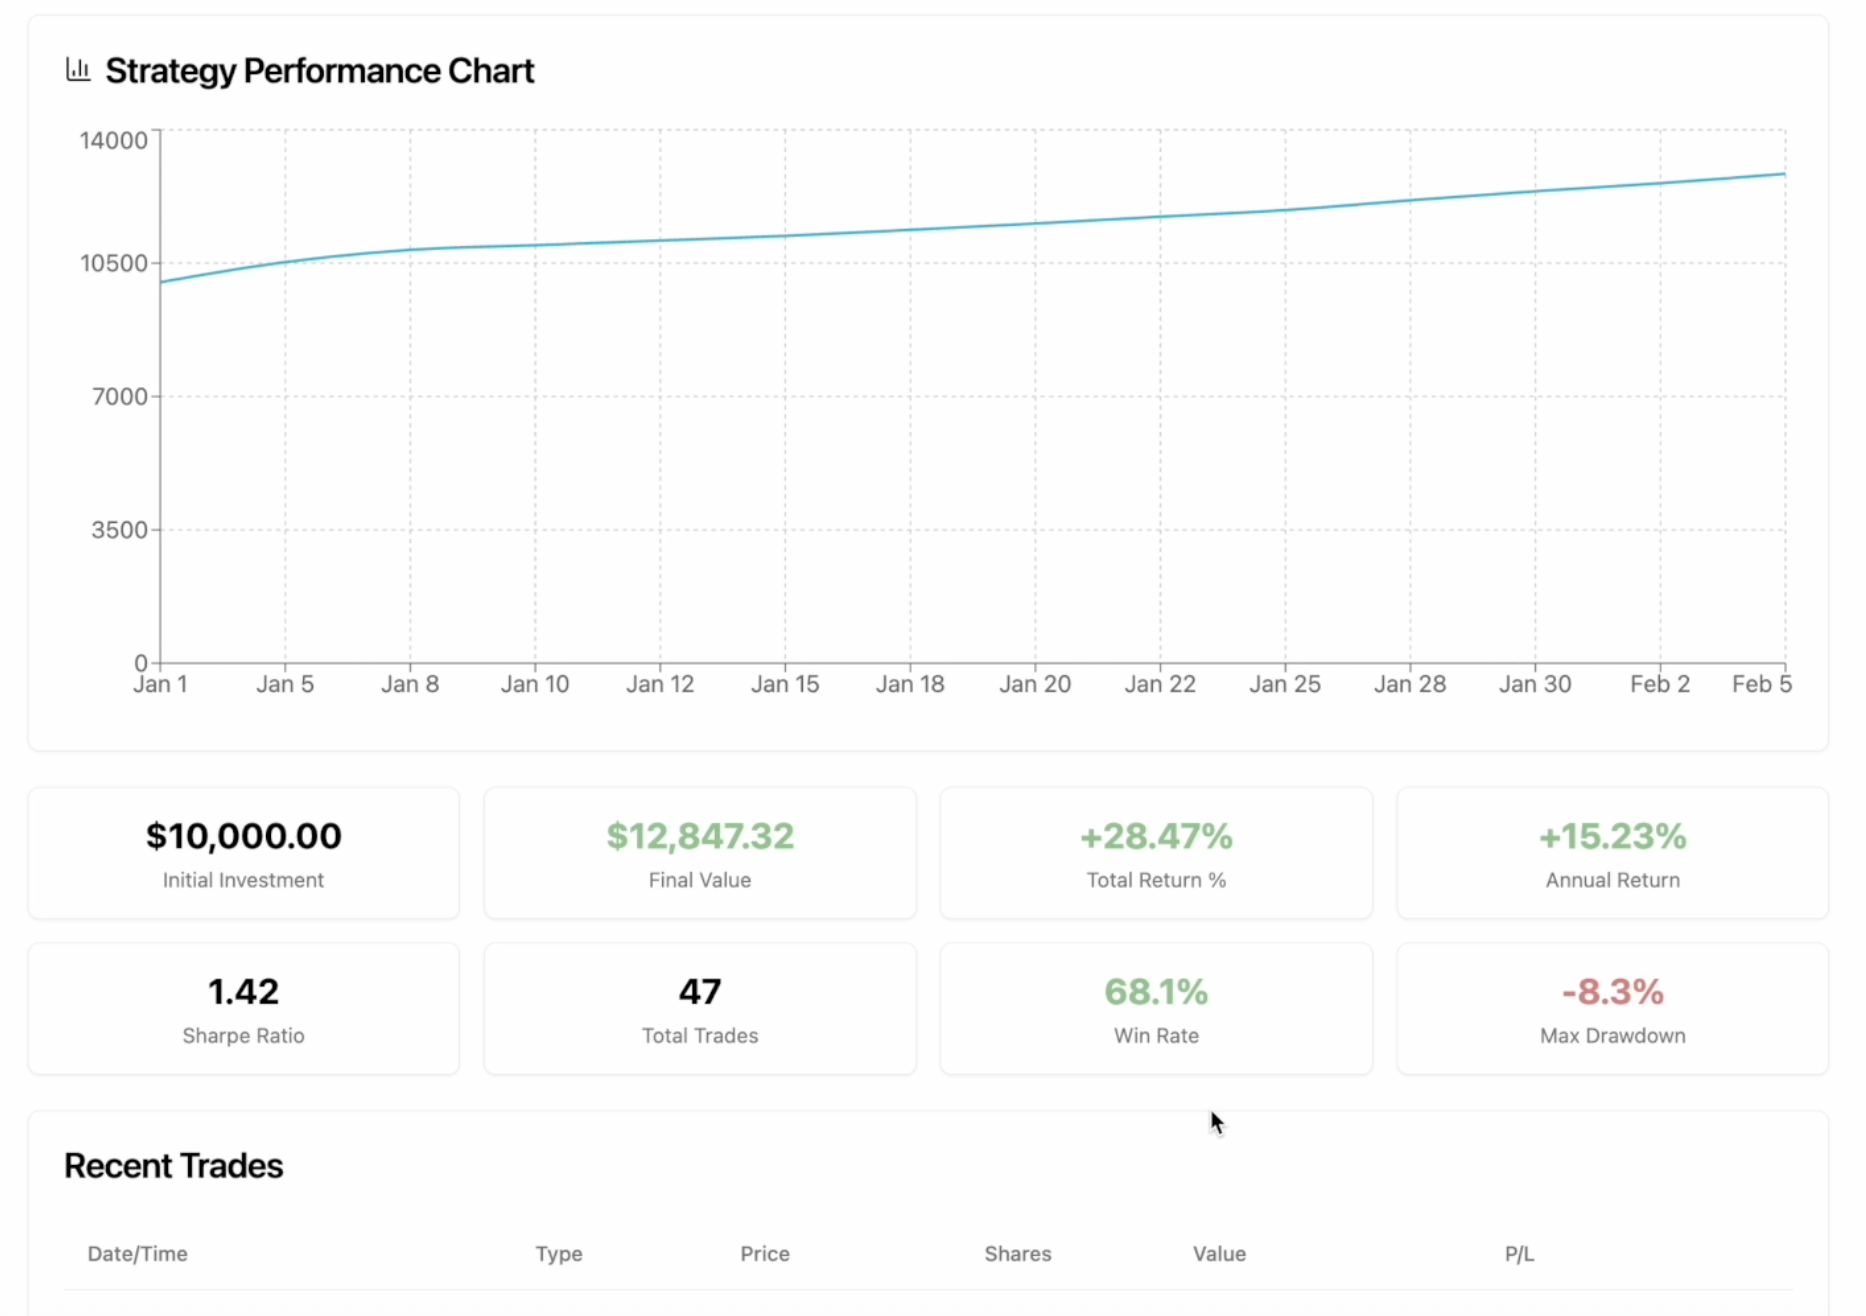 Strategy Performance Chart
14000
10500
7000
3500
0
Jan 1 Jan 5 Jan 8 Jan 10 Jan 12 Jan 15 Jan 18 Jan 20 Jan 22 Jan 25 Jan 28 Jan 30 Feb 2 Feb 5
$10,000.00 $12,847.32 +28.47% +15.23%
Initial Investment Final Value Total Return % Annual Return
1.42 47 68.1% -8.3%
Sharpe Ratio Total Trades Win Rate Max Drawdown
Recent Trades
Date/Time Type Price Shares Value P/L